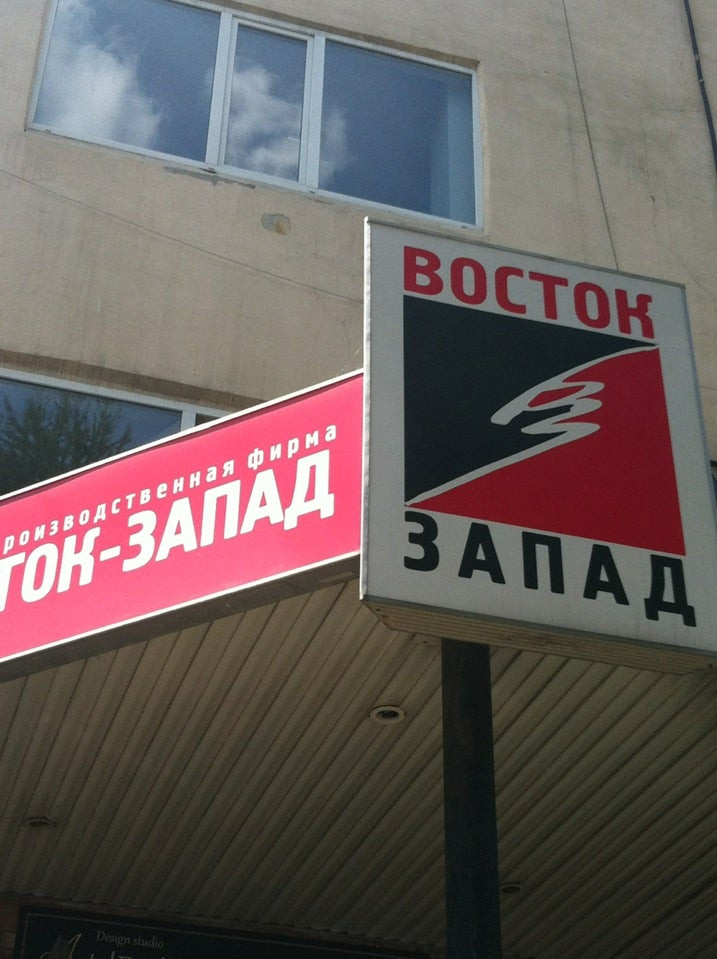 ВОСТОК
ЗАПАД
роизводственная фирма
ТОК-ЗАПАД
Design studio